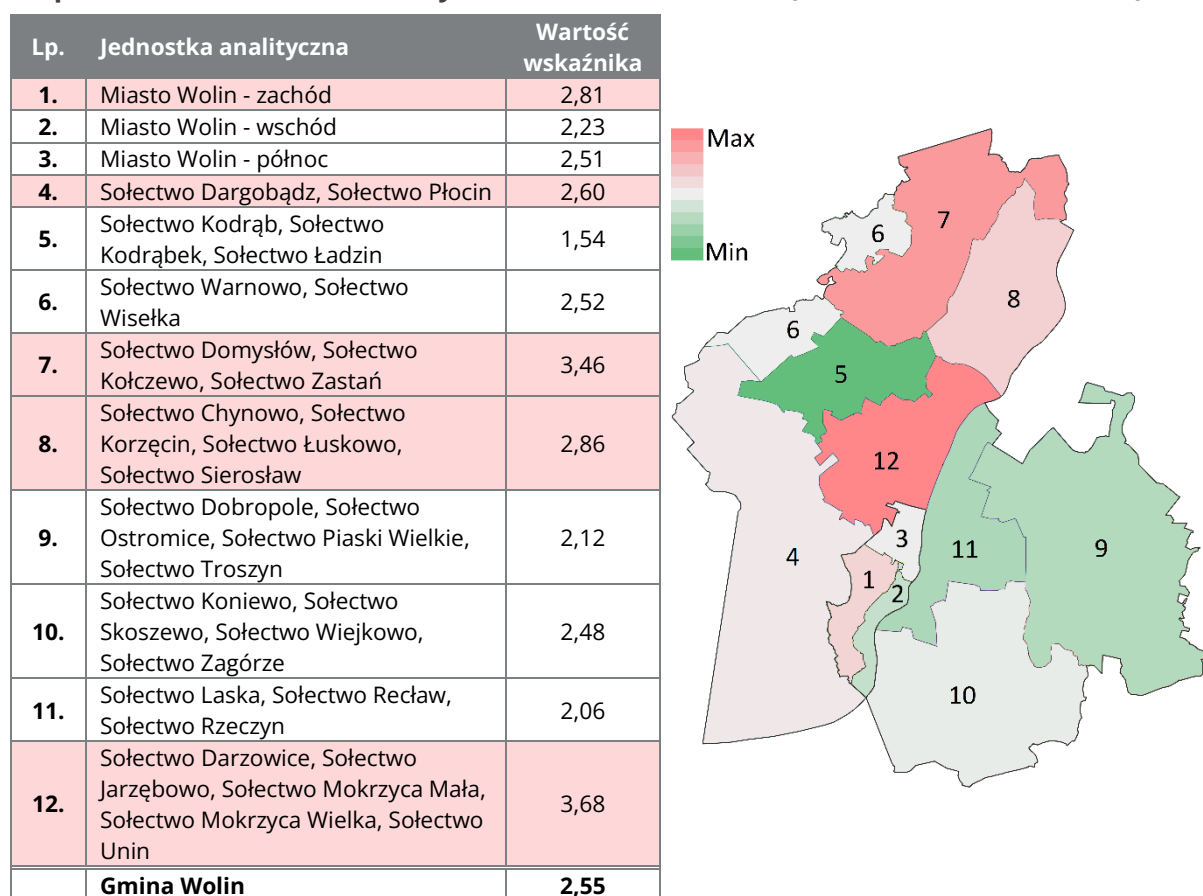 Lp.
Jednostka analityczna
Wartość
wskaźnika
1.
Miasto Wolin - zachód
2,81
2.
Miasto Wolin - wschód
2,23
3.
Miasto Wolin - północ
2,51
4.
Sołectwo Dargobądz, Sołectwo Płocin
2,60
5.
Sołectwo Kodrąb, Sołectwo
Kodrąbek, Sołectwo Ładzin
1,54
6.
Sołectwo Warnowo, Sołectwo
Wisełka
2,52
7.
Sołectwo Domysłów, Sołectwo
Kołczewo, Sołectwo Zastań
3,46
8.
Sołectwo Chynowo, Sołectwo
Korzęcin, Sołectwo Łuskowo,
Sołectwo Sierosław
2,86
9.
Sołectwo Dobropole, Sołectwo
Ostromice, Sołectwo Piaski Wielkie,
Sołectwo Troszyn
2,12
10.
Sołectwo Koniewo, Sołectwo
Skoszewo, Sołectwo Wiejkowo,
Sołectwo Zagórze
2,48
11.
Sołectwo Laska, Sołectwo Recław,
Sołectwo Rzeczyn
2,06
12.
Sołectwo Darzowice, Sołectwo
Jarzębowo, Sołectwo Mokrzyca Mała,
Sołectwo Mokrzyca Wielka, Sołectwo
Unin
3,68
Gmina Wolin
2,55
Max
Min
7
6
8
6
5
12
3
11
9
4
1
2
10